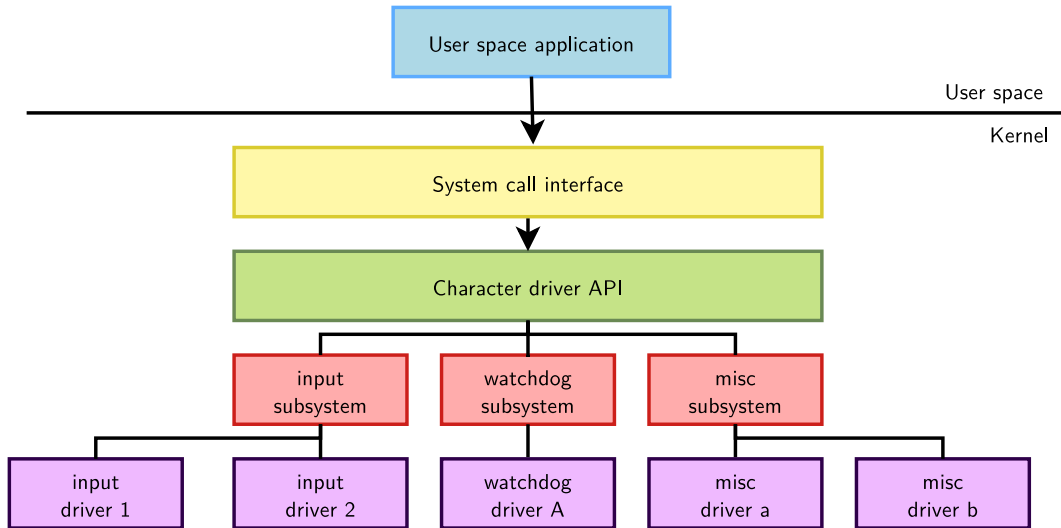 User space application
User space
Kernel
System call interface
Character driver API
input
subsystem
watchdog
subsystem
misc
subsystem
input
driver 1
input
driver 2
watchdog
driver A
misc
driver a
misc
driver b